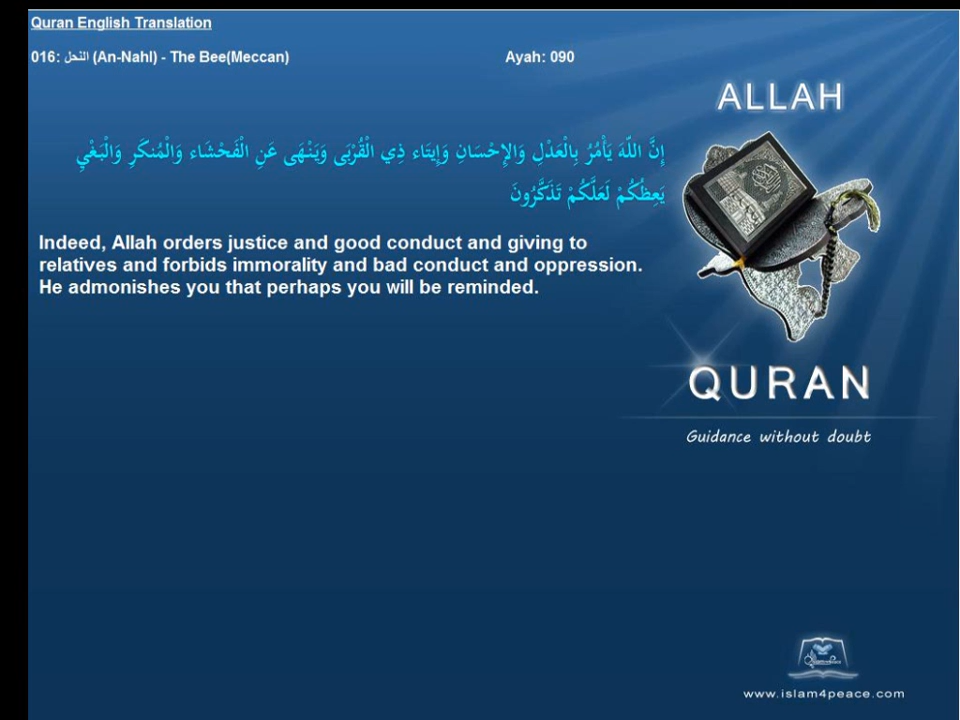 Quran English Translation
016: النحل (An-Nahl) - The Bee(Meccan) Ayah: 090
ALLAH
إِنَّ اللّهَ يَأْمُرُ بِالْعَدْلِ وَالإِحْسَانِ وَإِيتَاء ذِي الْقُرْبَى وَيَنْهَى عَنِ الْفَحْشَاء وَالْمُنكَرِ وَالْبَغْيِ
يَعِظُكُمْ لَعَلَّكُمْ تَذَكَّرُونَ
Indeed, Allah orders justice and good conduct and giving to
relatives and forbids immorality and bad conduct and oppression.
He admonishes you that perhaps you will be reminded.
QURAN
Guidance without doubt
www.islam4peace.com